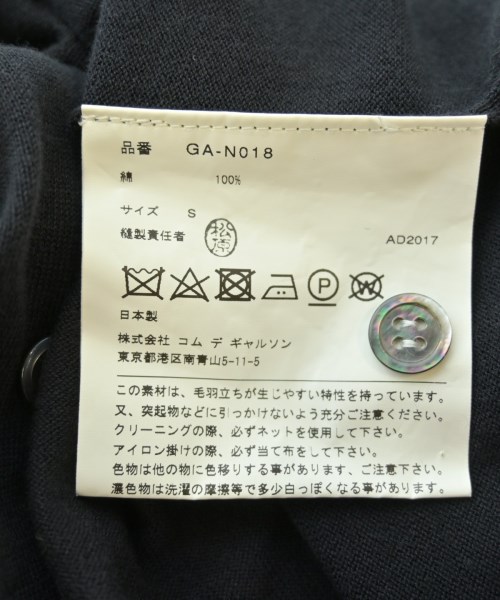 品番 GA-N018
綿 100%
サイズ S
縫製責任者 松原 AD2017
P W
日本製
株式会社 コム デ ギャルソン
東京都港区南青山5-11-5
この素材は、毛羽立ちが生じやすい特性を持っています。
又、突起物などに引っかけないよう充分ご注意ください。
クリーニングの際、必ずネットを使用して下さい。
アイロン掛けの際、必ず当て布をして下さい。
色物は他の物に色移りする事があります、ご注意下さい。
濃色物は洗濯の摩擦等で多少白っぽくなる事があります。